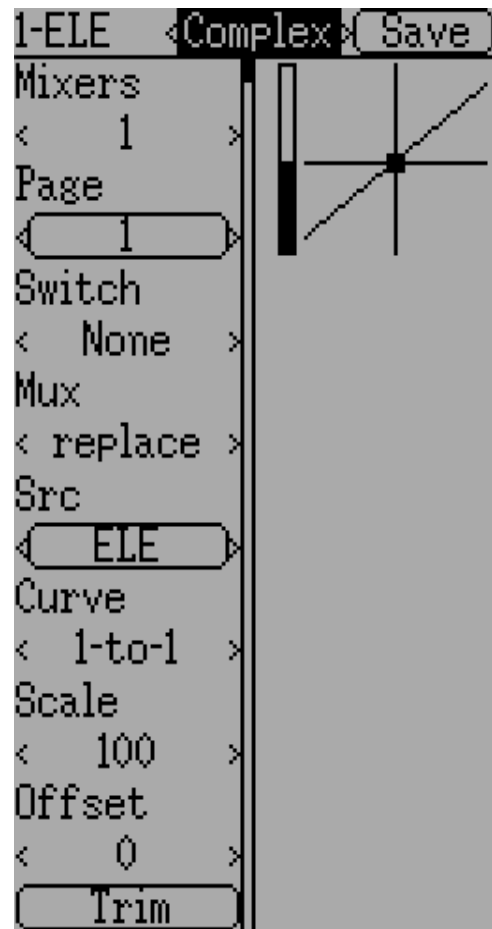 1-ELE Complex Save
Mixers
< 1 >
Page
1
Switch
< None >
Mux
< replace >
Src
ELE
Curve
< 1-to-1 >
Scale
< 100 >
Offset
< 0 >
Trim